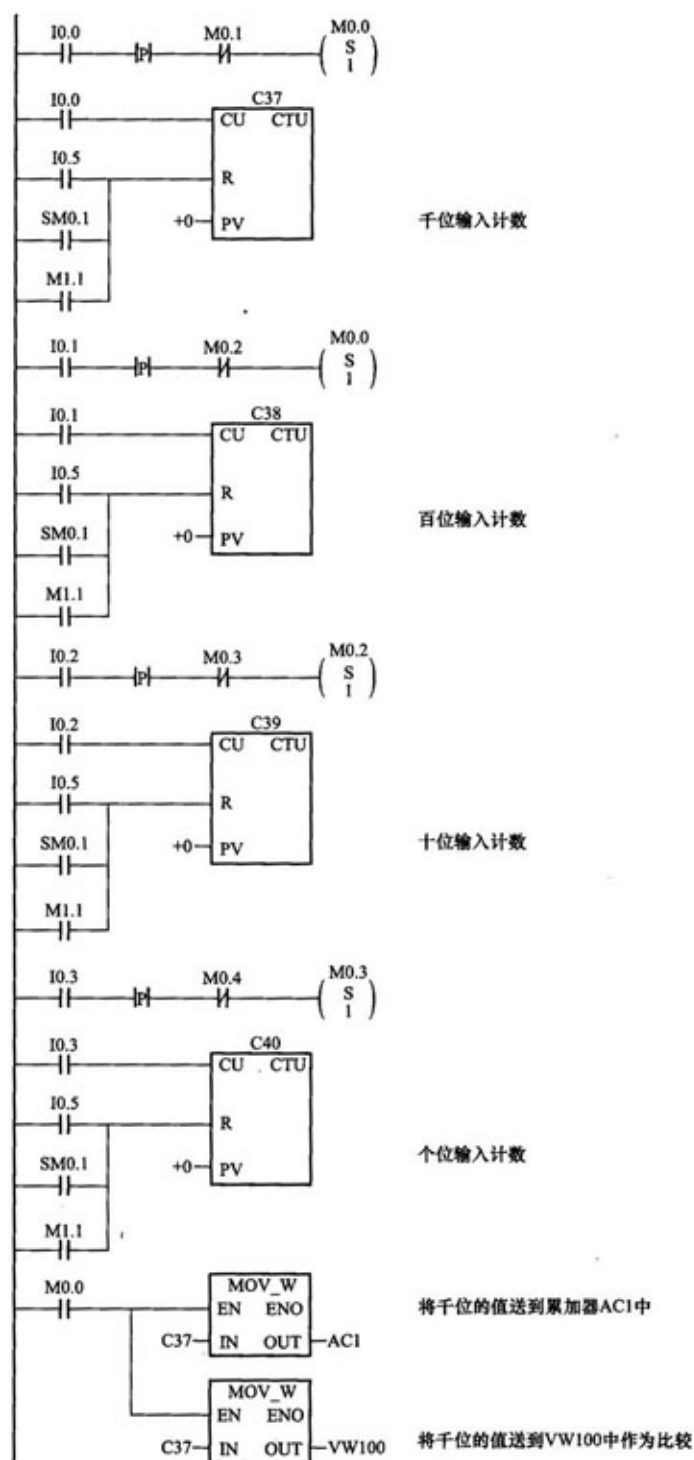 I0.0 P M0.1 M0.0
S
1
I0.0 C37
CU CTU
I0.5
R
SM0.1
+0 PV 千位输入计数
M1.1
I0.1 P M0.2 M0.0
S
1
I0.1 C38
CU CTU
I0.5
R
SM0.1
+0 PV 百位输入计数
M1.1
I0.2 P M0.3 M0.2
S
1
I0.2 C39
CU CTU
I0.5
R
SM0.1
+0 PV 十位输入计数
M1.1
I0.3 P M0.4 M0.3
S
1
I0.3 C40
CU CTU
I0.5
R
SM0.1
+0 PV 个位输入计数
M1.1
M0.0 MOV_W
EN ENO 将千位的值送到累加器AC1中
C37 IN OUT AC1
MOV_W
EN ENO
C37 IN OUT VW100 将千位的值送到VW100中作为比较